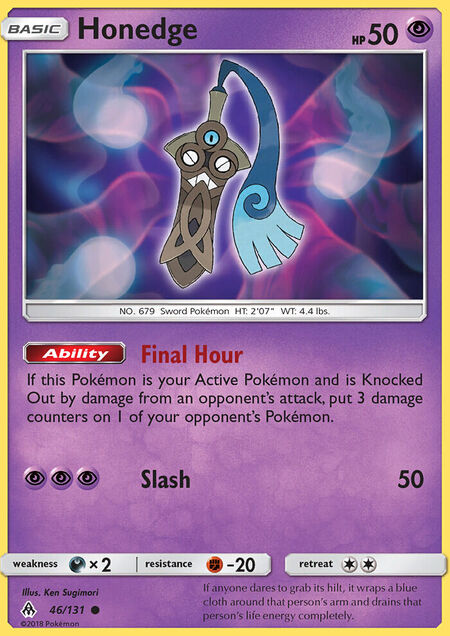 BASIC Honedge HP 50
NO. 679 Sword Pokémon HT: 2'07" WT: 4.4 lbs.
Ability Final Hour
If this Pokémon is your Active Pokémon and is Knocked
Out by damage from an opponent's attack, put 3 damage
counters on 1 of your opponent's Pokémon.
Slash 50
weakness ×2 resistance -20 retreat
Illus. Ken Sugimori
46/131
©2018 Pokémon
If anyone dares to grab its hilt, it wraps a blue
cloth around that person's arm and drains that
person's life energy completely.